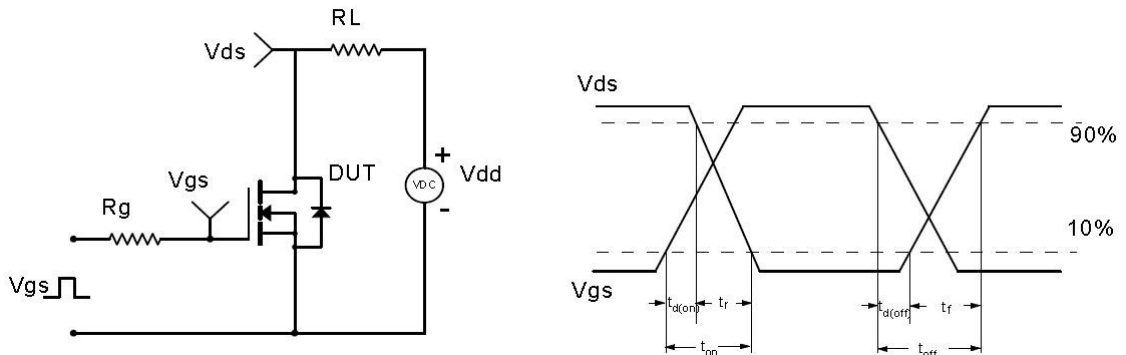 RL
Vds
Vgs
DUT
Rg
VDC
+
-
Vdd
Vgs
Vds
90%
10%
Vgs
td(on)
tr
ton
td(off)
tf
toff